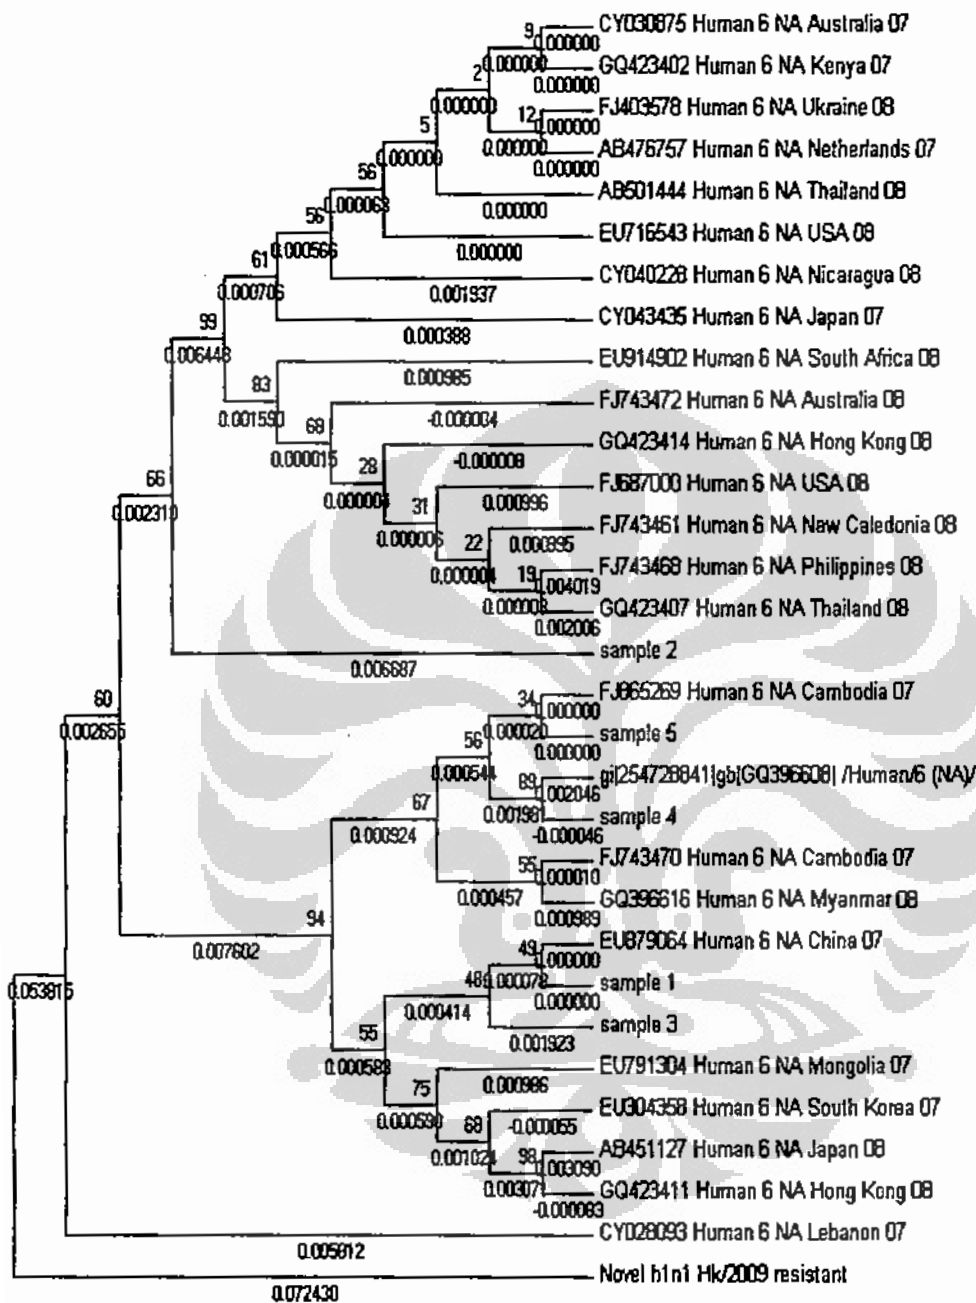 9
CY030875 Human 6 NA Australia 07
0.000000
0.000000
GQ423402 Human 6 NA Kenya 07
2
0.000000
0.000000
FJ403578 Human 6 NA Ukraine 08
12
0.000000
5
0.000000
AB476757 Human 6 NA Netherlands 07
0.000000
0.000000
56
AB501444 Human 6 NA Thailand 08
0.000063
0.000000
56
EU716543 Human 6 NA USA 08
0.000566
0.000000
61
CY040228 Human 6 NA Nicaragua 08
0.000706
0.001937
99
CY043435 Human 6 NA Japan 07
0.000388
0.006448
EU914902 Human 6 NA South Africa 08
83
0.000985
0.001590
FJ743472 Human 6 NA Australia 08
68
-0.000004
0.000015
GQ423414 Human 6 NA Hong Kong 08
28
-0.000008
66
FJ687000 Human 6 NA USA 08
0.000004
0.000996
0.002310
31
FJ743461 Human 6 NA New Caledonia 08
0.000006
22
0.000895
FJ743468 Human 6 NA Philippines 08
0.000004
19
0.004019
0.000008
GQ423407 Human 6 NA Thailand 08
0.002006
sample 2
0.006687
FJ865269 Human 6 NA Cambodia 07
60
34
0.000000
0.002655
0.000020
sample 5
56
0.000000
0.000544
gi|254728841|gb|GQ396608| /Human/6 (NA)/
89
0.002046
67
0.001981
sample 4
0.000924
-0.000046
FJ743470 Human 6 NA Cambodia 07
55
0.000010
0.000457
GQ396616 Human 6 NA Myanmar 08
94
0.000989
EU879064 Human 6 NA China 07
0.007602
49
0.000000
48
0.000078
sample 1
0.053815
0.000414
0.000000
sample 3
55
0.001923
0.000583
EU791304 Human 6 NA Mongolia 07
75
0.000986
0.000590
EU304358 Human 6 NA South Korea 07
68
-0.000055
0.001024
AB451127 Human 6 NA Japan 08
98
0.003090
0.003071
GQ423411 Human 6 NA Hong Kong 08
-0.000083
CY028093 Human 6 NA Lebanon 07
0.005812
Novel h1n1 Hk/2009 resistant
0.072430